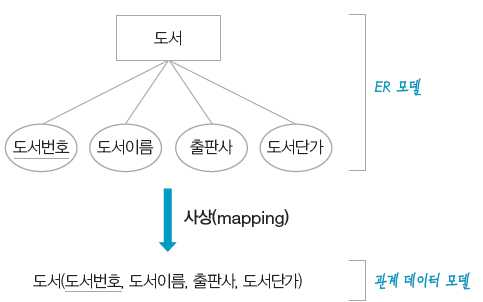 도서
ER 모델
도서번호 도서이름 출판사 도서단가
사상(mapping)
도서(도서번호, 도서이름, 출판사, 도서단가)
관계 데이터 모델